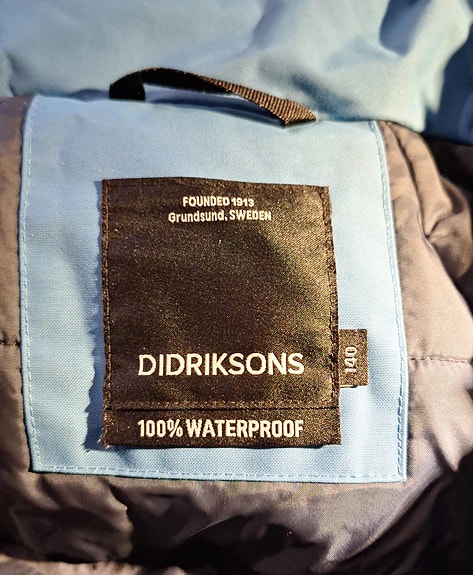 FOUNDED 1913
Grundsund, SWEDEN
DIDRIKSONS
140
100% WATERPROOF